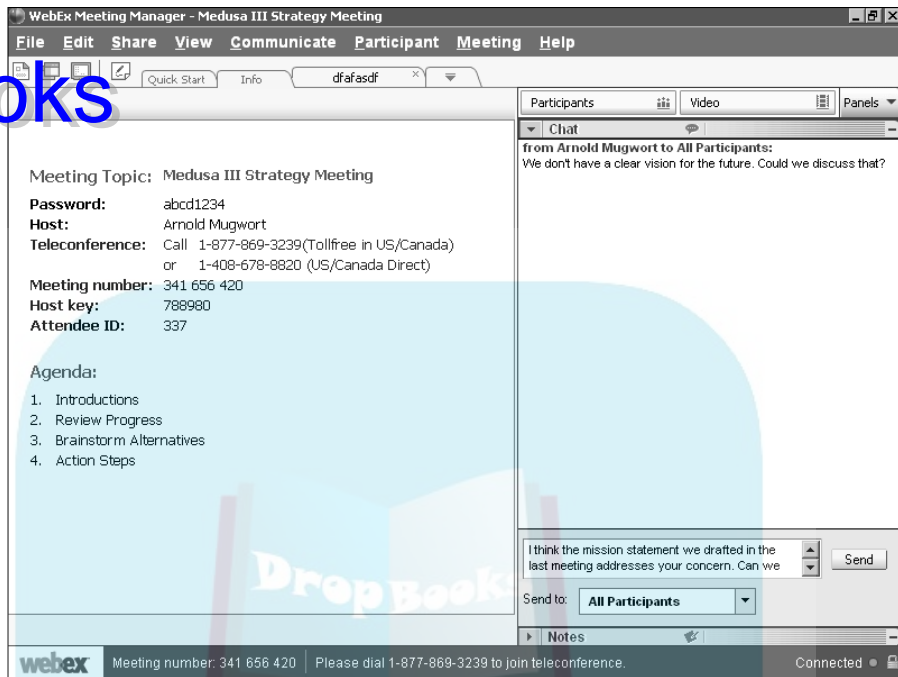 WebEx Meeting Manager - Medusa III Strategy Meeting
File Edit Share View Communicate Participant Meeting Help
Quick Start Info dfafasdf
oks
Participants Video Panels
Chat
from Arnold Mugwort to All Participants:
We don't have a clear vision for the future. Could we discuss that?
Meeting Topic: Medusa III Strategy Meeting
Password: abcd1234
Host: Arnold Mugwort
Teleconference: Call 1-877-869-3239(Tollfree in US/Canada)
or 1-408-678-8820 (US/Canada Direct)
Meeting number: 341 656 420
Host key: 788980
Attendee ID: 337
Agenda:
1. Introductions
2. Review Progress
3. Brainstorm Alternatives
4. Action Steps
DropBooks
I think the mission statement we drafted in the
last meeting addresses your concern. Can we
Send
Send to: All Participants
Notes
webex Meeting number: 341 656 420 Please dial 1-877-869-3239 to join teleconference. Connected